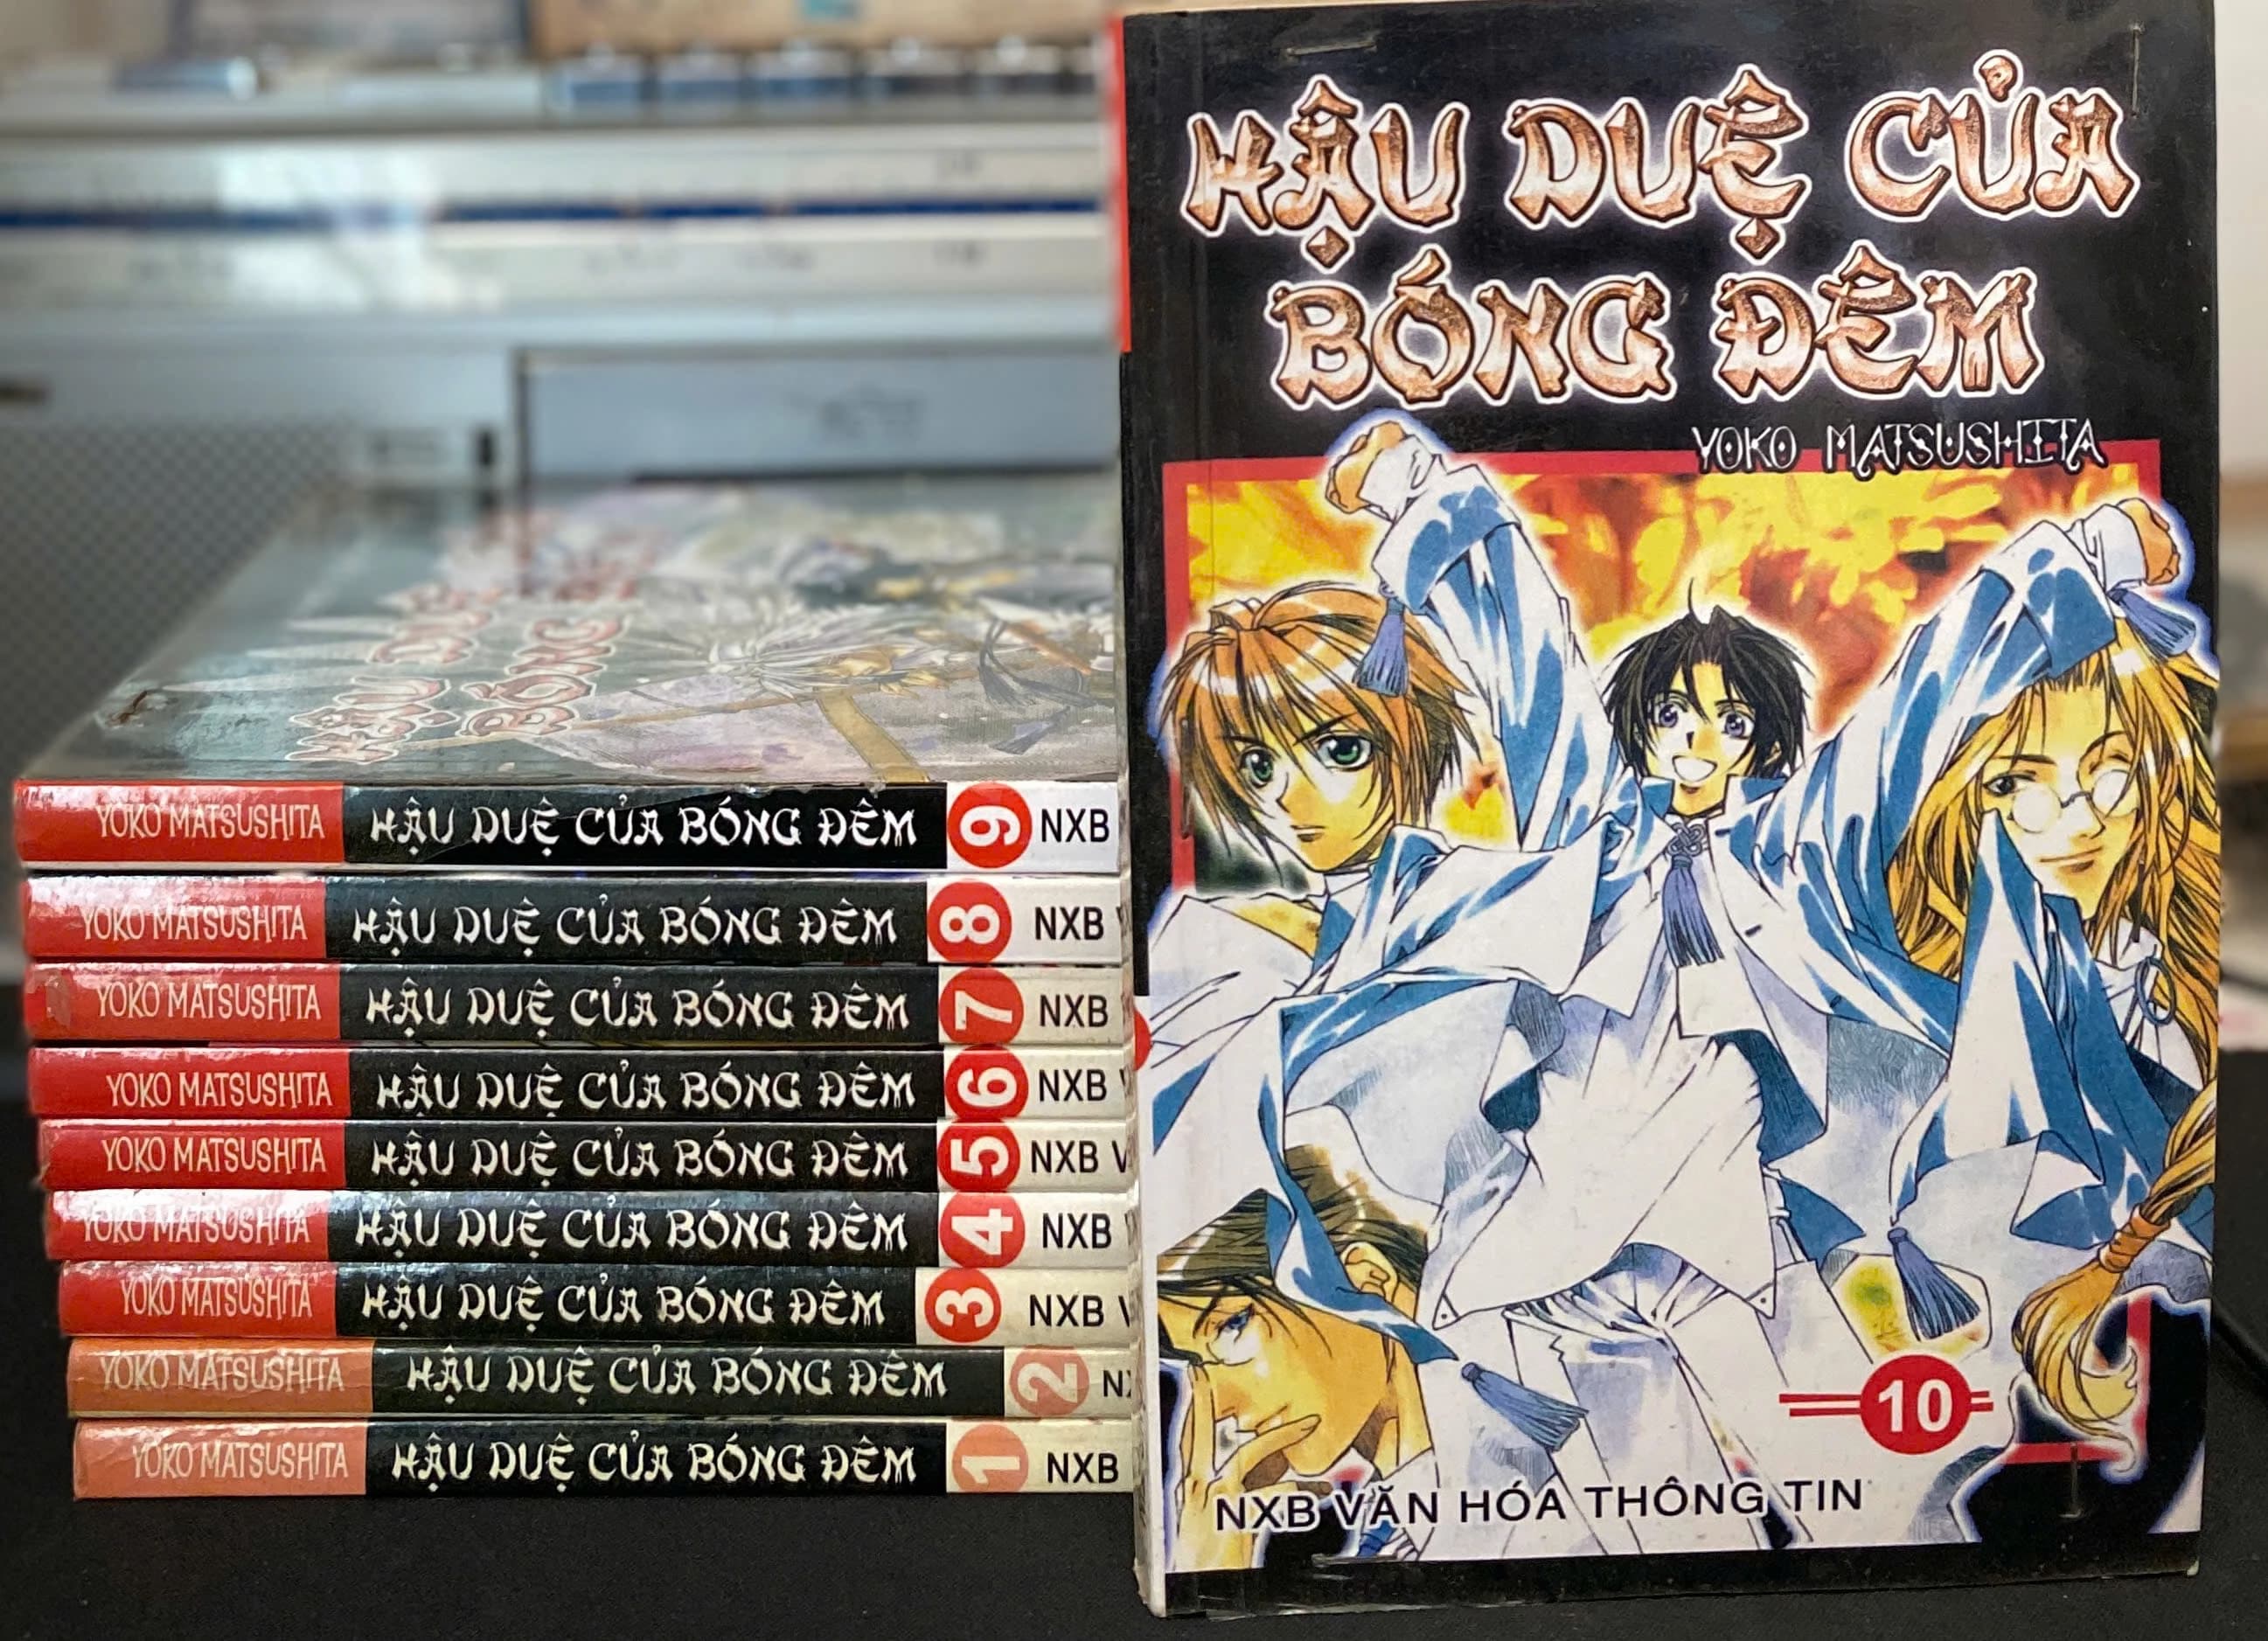 HẬU DUỆ CỦA
BÓNG ĐÊM
YOKO MATSUSHITA
10
NXB VĂN HÓA THÔNG TIN
HẬU DUỆ
BÓNG
YOKO MATSUSHITA HẬU DUỆ CỦA BÓNG ĐÊM 9 NXB
YOKO MATSUSHITA HẬU DUỆ CỦA BÓNG ĐÊM 8 NXB
YOKO MATSUSHITA HẬU DUỆ CỦA BÓNG ĐÊM 7 NXB
YOKO MATSUSHITA HẬU DUỆ CỦA BÓNG ĐÊM 6 NXB
YOKO MATSUSHITA HẬU DUỆ CỦA BÓNG ĐÊM 5 NXB V
YOKO MATSUSHITA HẬU DUỆ CỦA BÓNG ĐÊM 4 NXB
YOKO MATSUSHITA HẬU DUỆ CỦA BÓNG ĐÊM 3 NXB V
YOKO MATSUSHITA HẬU DUỆ CỦA BÓNG ĐÊM 2
YOKO MATSUSHITA HẬU DUỆ CỦA BÓNG ĐÊM 1 NXB